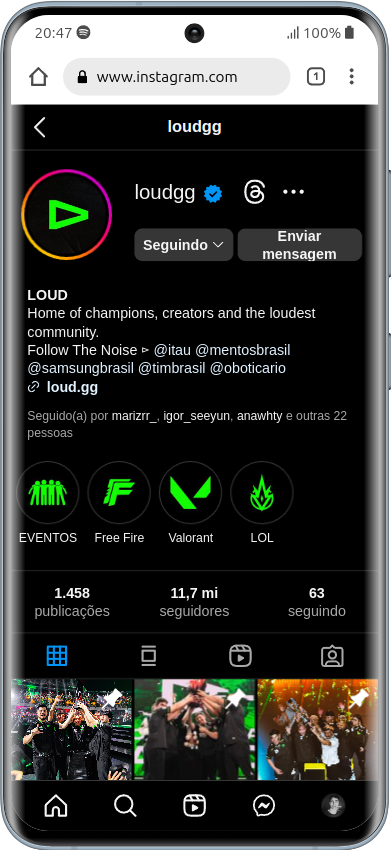 20:47 100%
www.instagram.com 1
loudgg
loudgg
Seguindo
Enviar
mensagem
LOUD
Home of champions, creators and the loudest
community.
Follow The Noise ▻ @itau @mentosbrasil
@samsungbrasil @timbrasil @oboticario
loud.gg
Seguido(a) por marizrr_, igor_seeyun, anawhty e outras 22
pessoas
EVENTOS Free Fire Valorant LOL
1.458 11,7 mi 63
publicações seguidores seguindo